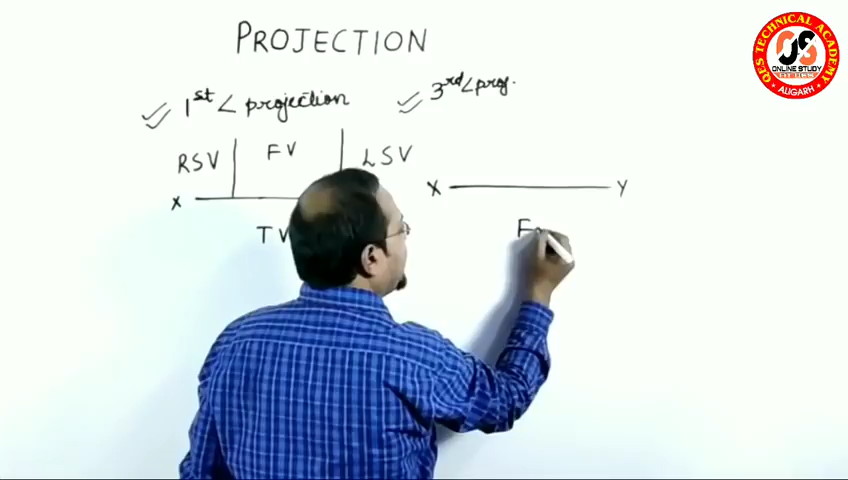 PROJECTION
1st ∠ projection
3rd ∠ proj.
RSV FV LSV
X
TV
X Y
F
QES TECHNICAL ACADEMY
ONLINE STUDY
ALIGARH